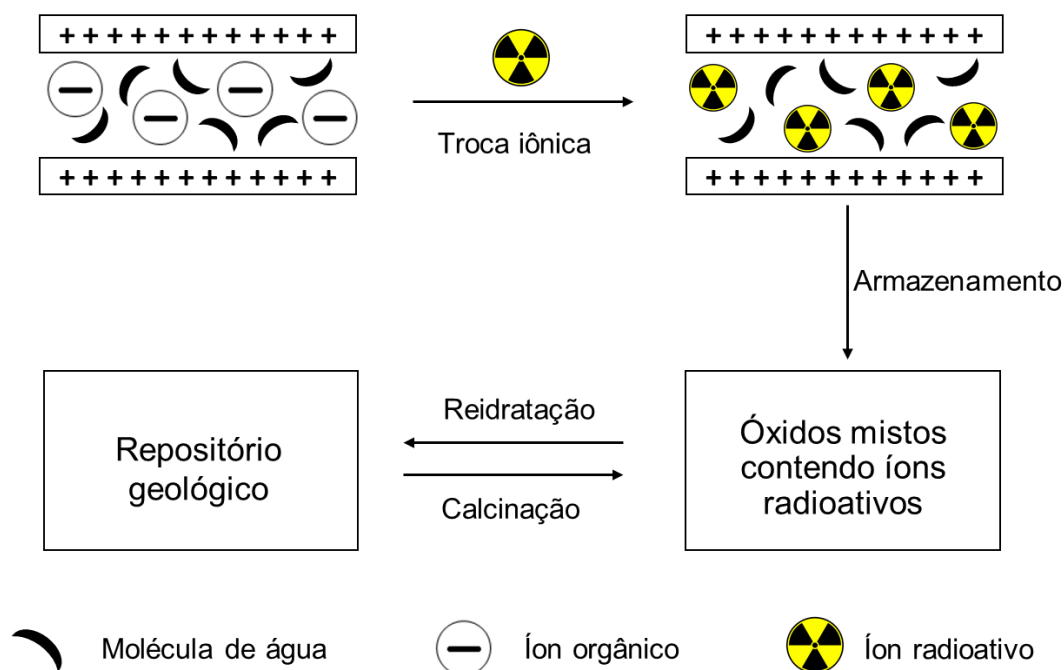 ++++++++++++
++++++++++++
Troca iônica
++++++++++++
++++++++++++
Armazenamento
Repositório
geológico
Reidratação
Calcinação
Óxidos mistos
contendo íons
radioativos
Molécula de água
Íon orgânico
Íon radioativo